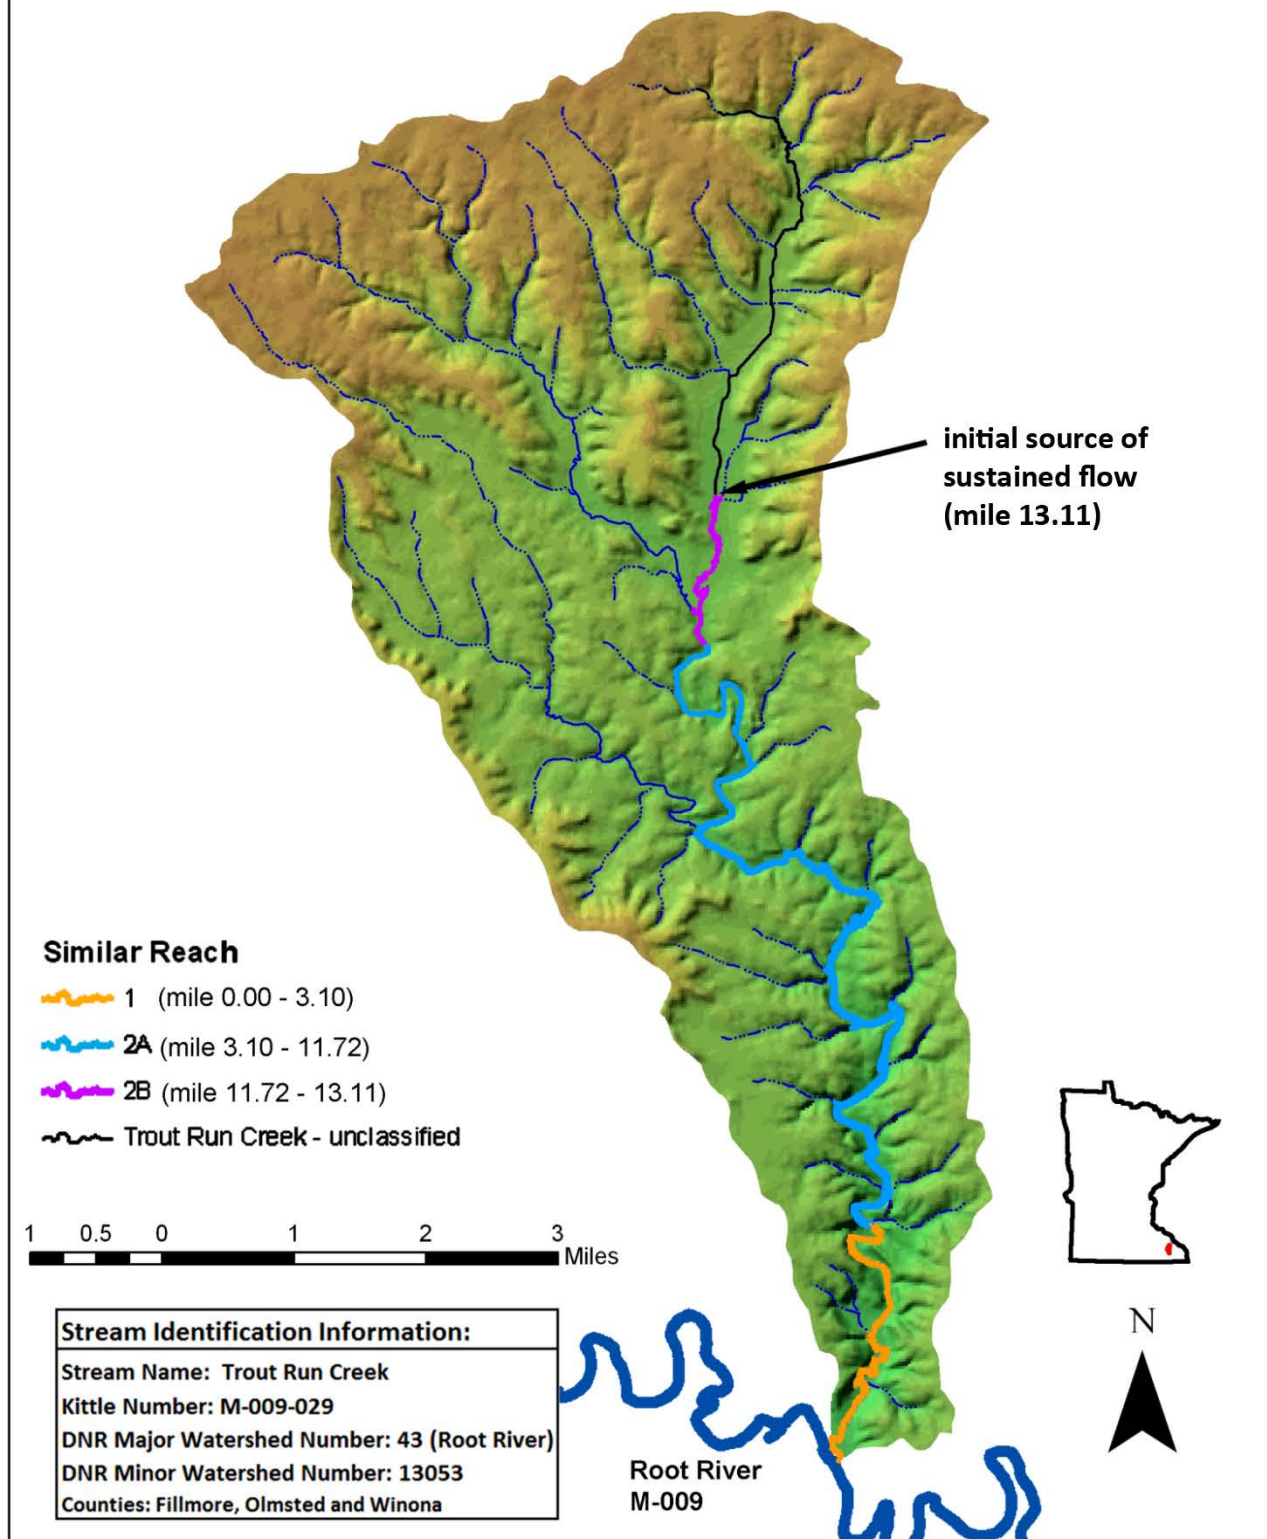 initial source of
sustained flow
(mile 13.11)
Similar Reach
1 (mile 0.00 - 3.10)
2A (mile 3.10 - 11.72)
2B (mile 11.72 - 13.11)
Trout Run Creek - unclassified
1 0.5 0 1 2 3
Miles
N
Stream Identification Information:
Stream Name: Trout Run Creek
Kittle Number: M-009-029
DNR Major Watershed Number: 43 (Root River)
DNR Minor Watershed Number: 13053
Counties: Fillmore, Olmsted and Winona
Root River
M-009